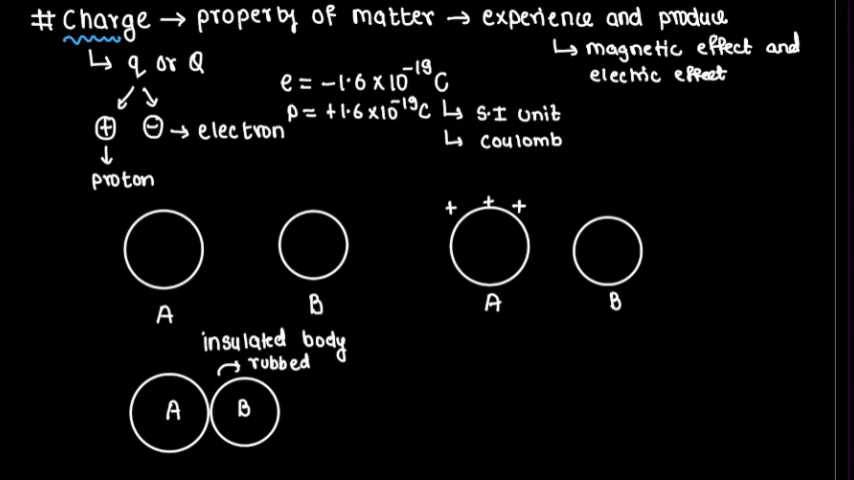 # Charge → property of matter → experience and produce
↳ magnetic effect and
electric effect
↳ q or Q
e = -1.6 x 10⁻¹⁹ C
p = +1.6 x 10⁻¹⁹ C ↳ S.I unit
↳ coulomb
+ - → electron
↓
proton
+ + +
A B A B
insulated body
→ rubbed
A B